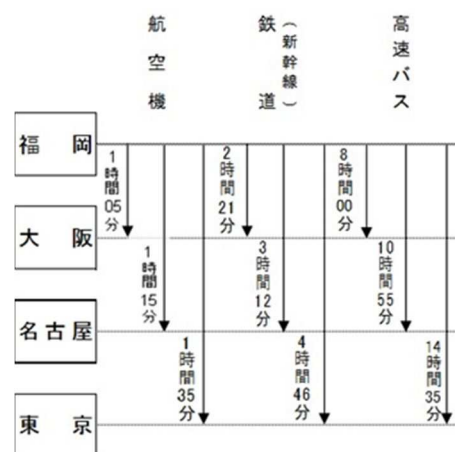 航空機
鉄道
（新幹線）
高速バス
福岡
1時間05分
2時間21分
8時間00分
大阪
1時間15分
3時間12分
10時間55分
名古屋
1時間35分
4時間46分
14時間35分
東京